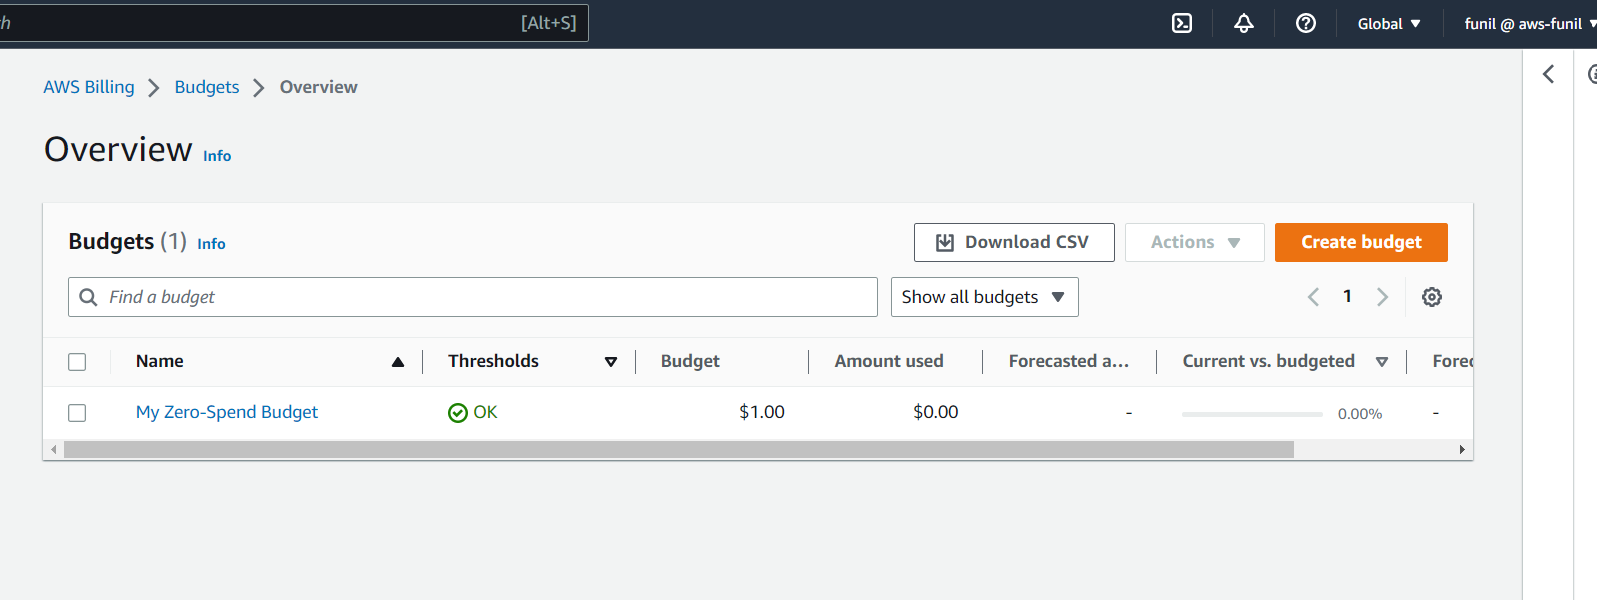 h [Alt+S] Global funil @ aws-funil
AWS Billing Budgets Overview
Overview Info
Budgets (1) Info Download CSV Actions Create budget
Find a budget Show all budgets 1
Name Thresholds Budget Amount used Forecasted a... Current vs. budgeted Forec
My Zero-Spend Budget OK $1.00 $0.00 - 0.00% -